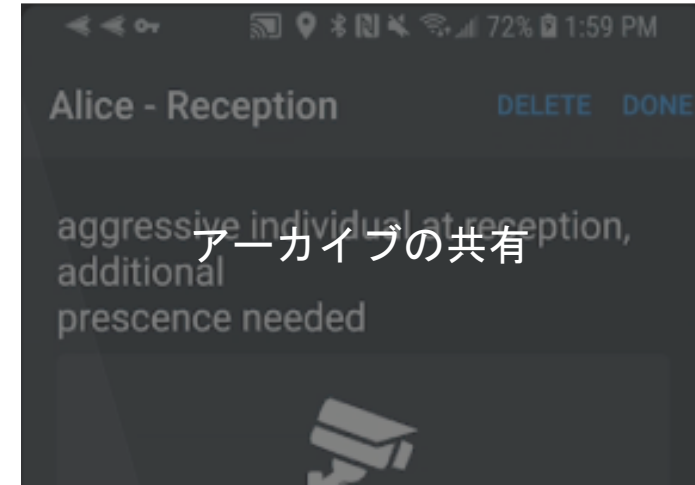 72% 1:59 PM
Alice - Reception DELETE DONE
aggressive individual at reception,
アーカイブの共有
additional
prescence needed